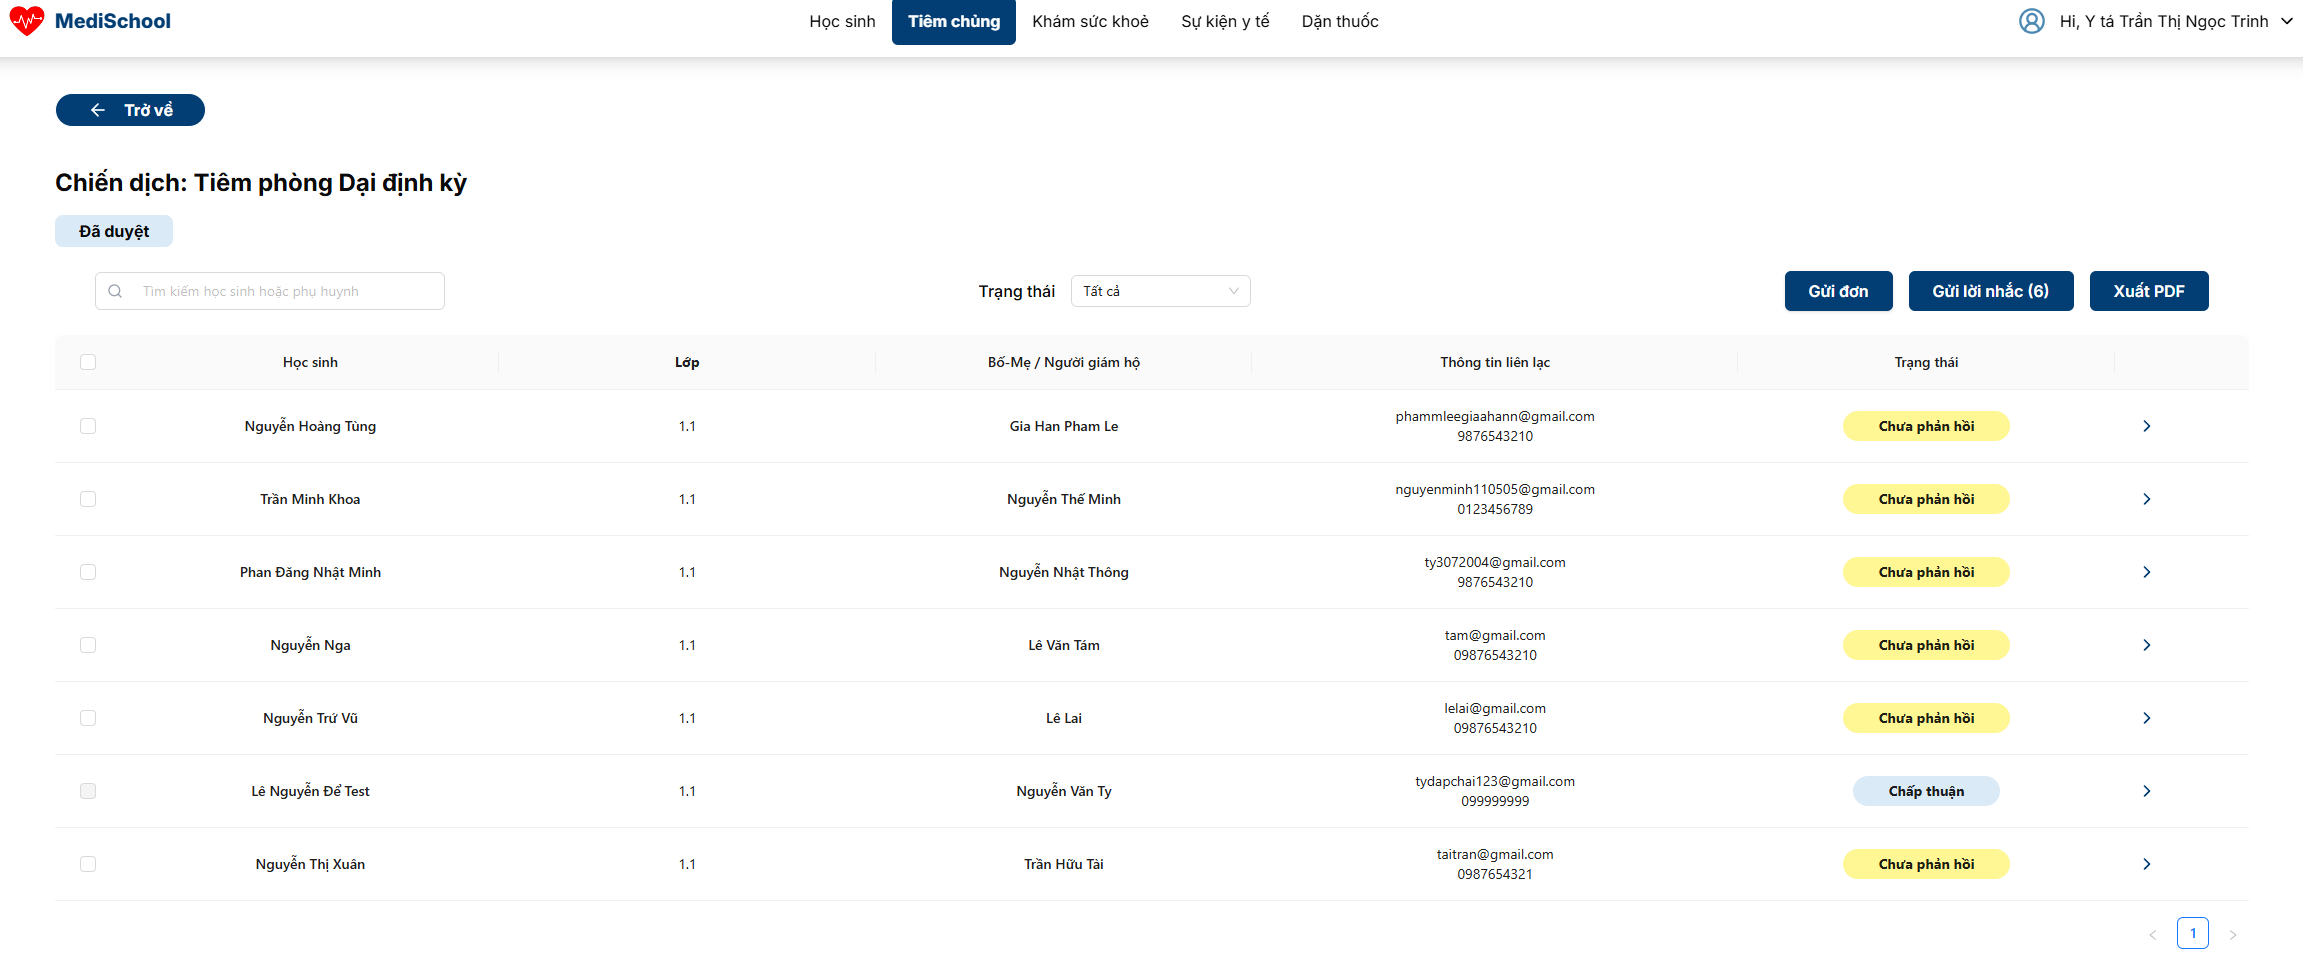 MediSchool
Học sinh
Tiêm chủng
Khám sức khoẻ
Sự kiện y tế
Dặn thuốc
Hi, Y tá Trần Thị Ngọc Trinh
Trở về
Chiến dịch: Tiêm phòng Dại định kỳ
Đã duyệt
Tìm kiếm học sinh hoặc phụ huynh
Trạng thái
Tất cả
Gửi đơn
Gửi lời nhắc (6)
Xuất PDF
Học sinh
Lớp
Bố-Mẹ / Người giám hộ
Thông tin liên lạc
Trạng thái
Nguyễn Hoàng Tùng
1.1
Gia Han Pham Le
phammleegiaahann@gmail.com
9876543210
Chưa phản hồi
Trần Minh Khoa
1.1
Nguyễn Thế Minh
nguyenminh110505@gmail.com
0123456789
Chưa phản hồi
Phan Đăng Nhật Minh
1.1
Nguyễn Nhật Thông
ty3072004@gmail.com
9876543210
Chưa phản hồi
Nguyễn Nga
1.1
Lê Văn Tám
tam@gmail.com
09876543210
Chưa phản hồi
Nguyễn Trứ Vũ
1.1
Lê Lai
lelai@gmail.com
09876543210
Chưa phản hồi
Lê Nguyễn Để Test
1.1
Nguyễn Văn Ty
tydapchai123@gmail.com
099999999
Chấp thuận
Nguyễn Thị Xuân
1.1
Trần Hữu Tài
taitran@gmail.com
0987654321
Chưa phản hồi
1